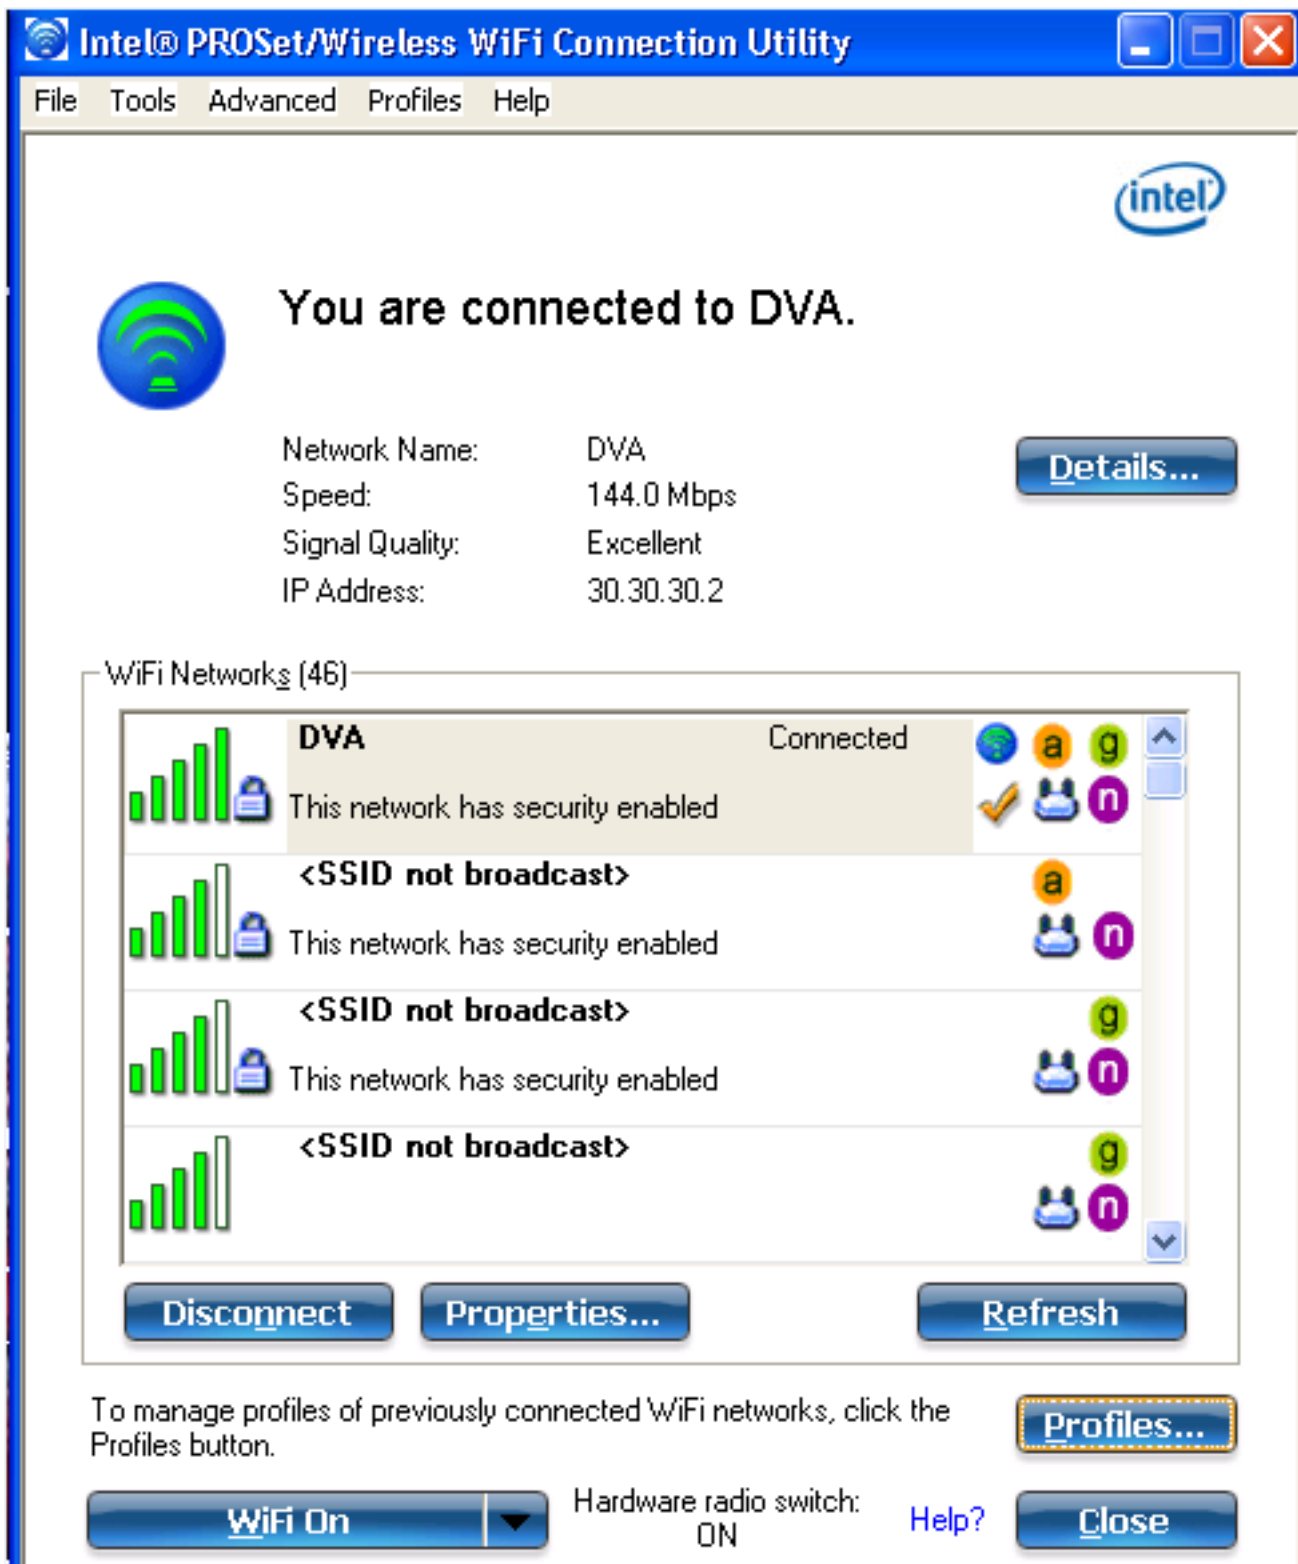 Intel® PROSet/Wireless WiFi Connection Utility
File Tools Advanced Profiles Help
intel
You are connected to DVA.
Network Name: DVA
Details...
Speed: 144.0 Mbps
Signal Quality: Excellent
IP Address: 30.30.30.2
WiFi Networks (46)
DVA Connected a g
This network has security enabled n
<SSID not broadcast> a
This network has security enabled n
<SSID not broadcast> g
This network has security enabled n
<SSID not broadcast> g
n
Disconnect Properties... Refresh
To manage profiles of previously connected WiFi networks, click the
Profiles button.
Profiles...
WiFi On
Hardware radio switch:
ON
Help?
Close